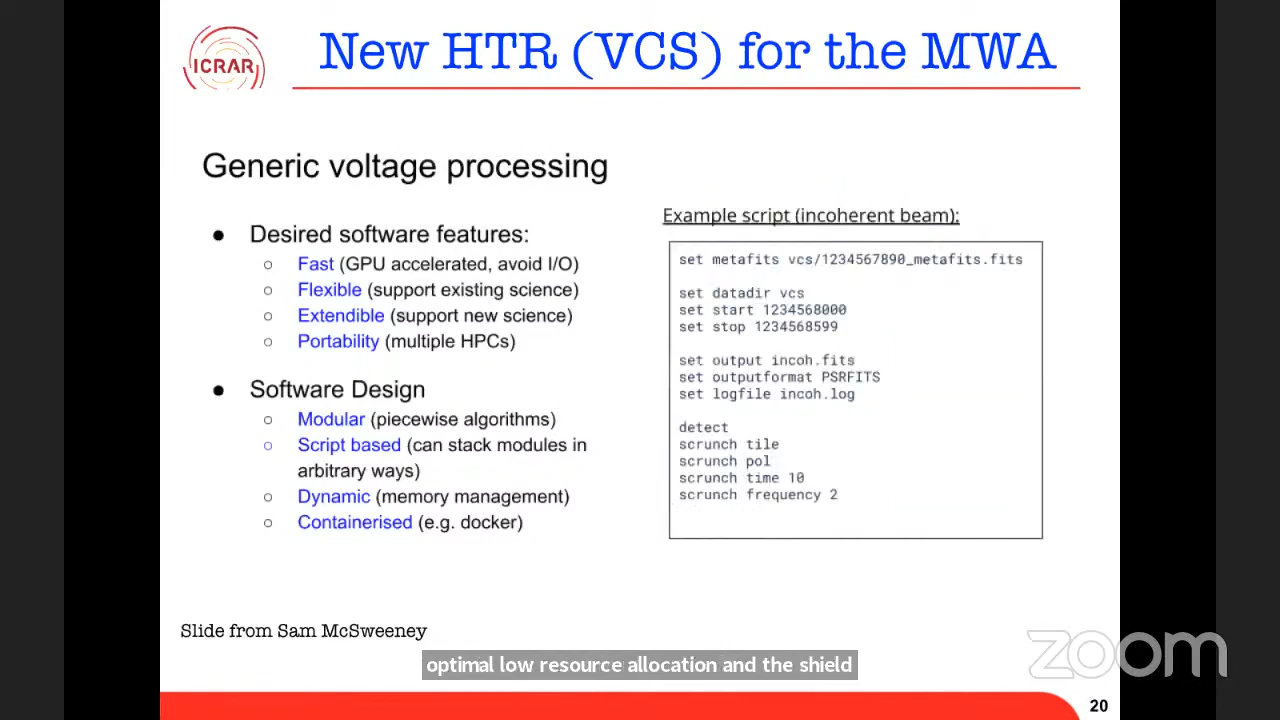 ICRAR
New HTR (VCS) for the MWA
Generic voltage processing
● Desired software features:
○ Fast (GPU accelerated, avoid I/O)
○ Flexible (support existing science)
○ Extendible (support new science)
○ Portability (multiple HPCs)
● Software Design
○ Modular (piecewise algorithms)
○ Script based (can stack modules in
arbitrary ways)
○ Dynamic (memory management)
○ Containerised (e.g. docker)
Example script (incoherent beam):
set metafits vcs/1234567890_metafits.fits
set datadir vcs
set start 1234568000
set stop 1234568599
set output incoh.fits
set outputformat PSRFITS
set logfile incoh.log
detect
scrunch tile
scrunch pol
scrunch time 10
scrunch frequency 2
Slide from Sam McSweeney
optimal low resource allocation and the shield
zoom
20